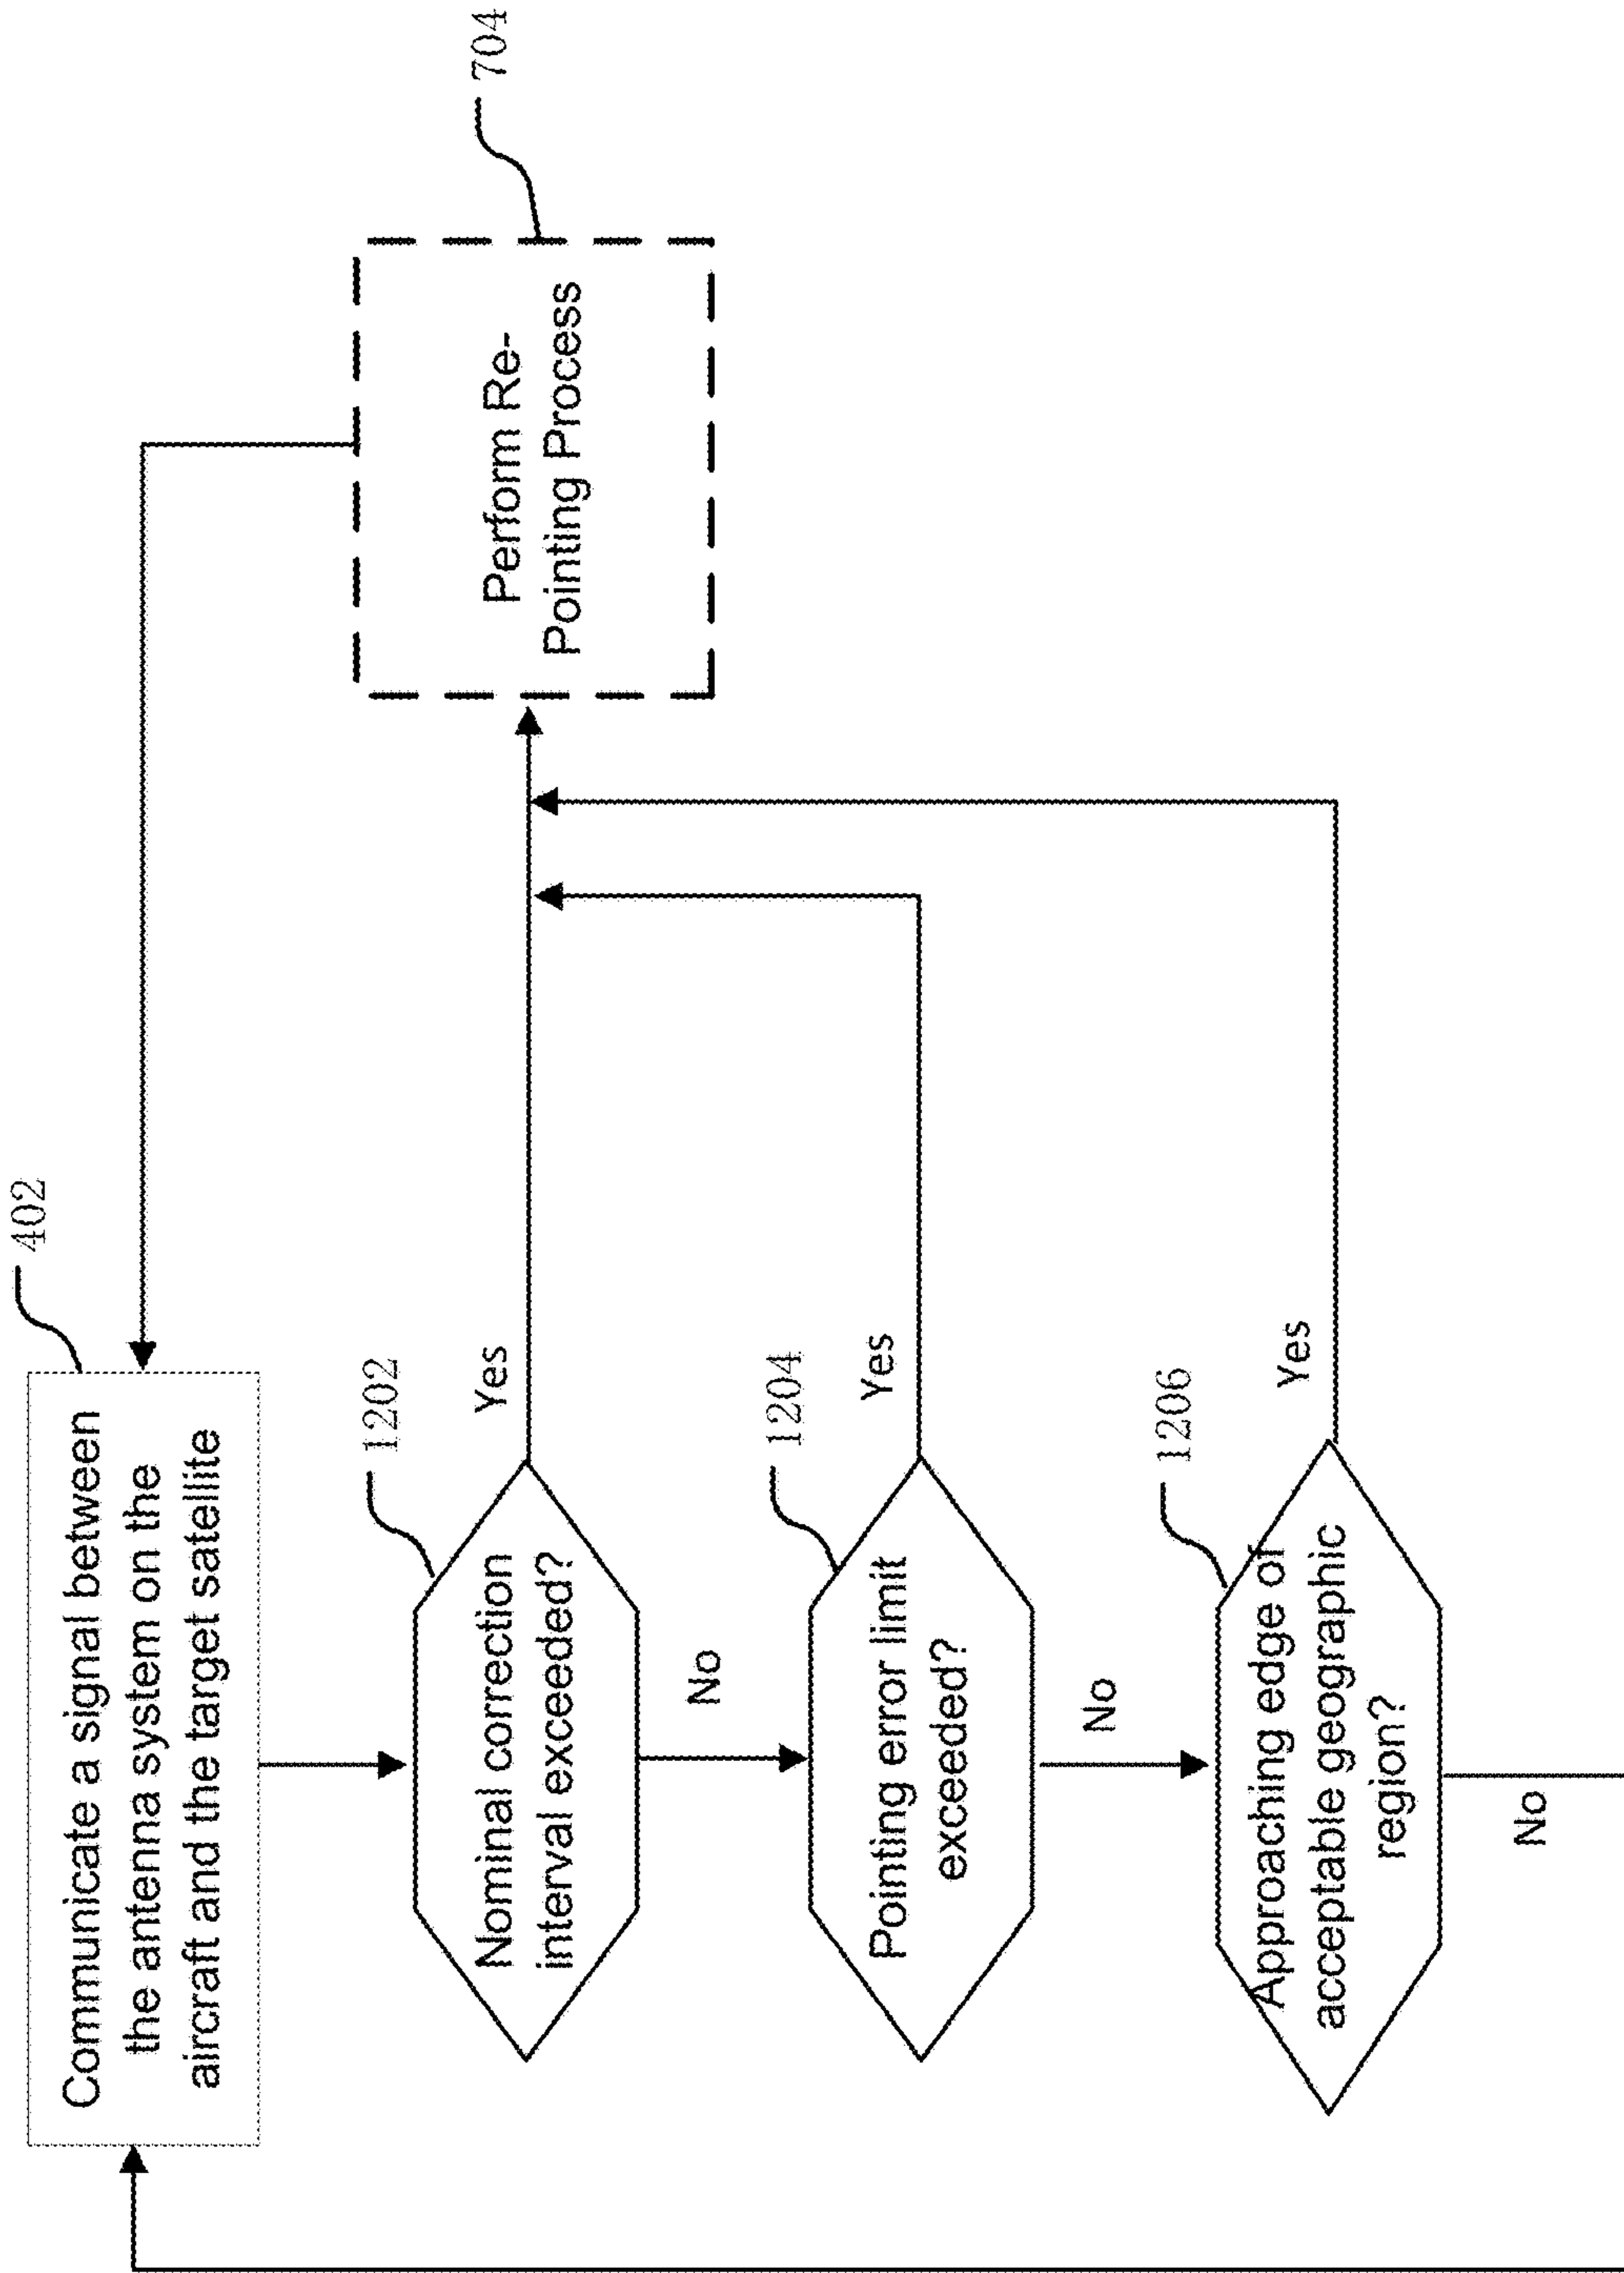 402
Communicate a signal between
the antenna system on the
aircraft and the target satellite
704
Perform Re-
Pointing Process
1202
Nominal correction
interval exceeded?
Yes
No
1204
Pointing error limit
exceeded?
Yes
No
1206
Approaching edge of
acceptable geographic
region?
Yes
No